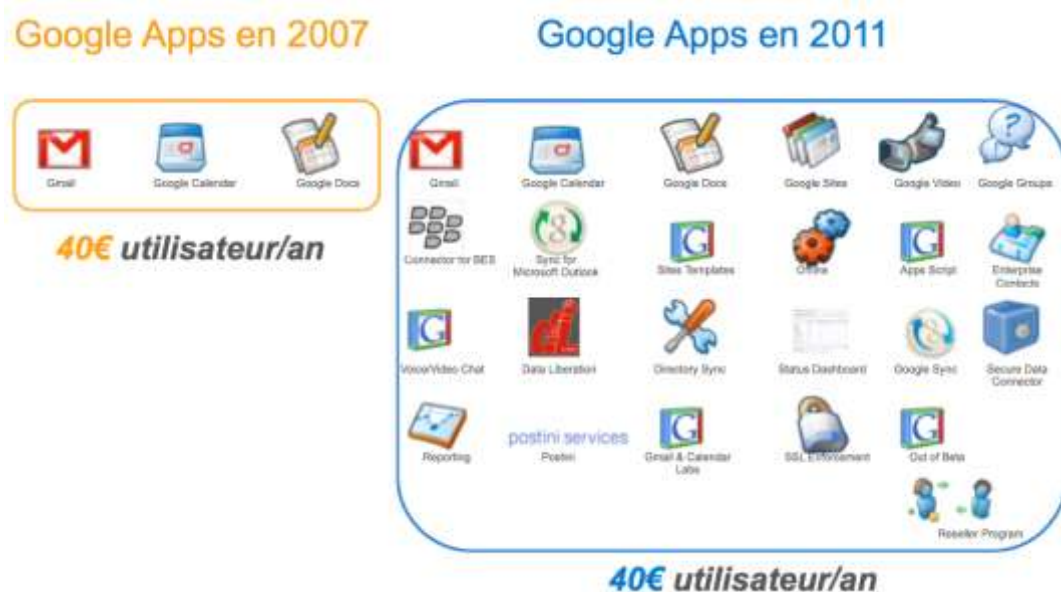 Google Apps en 2007
Google Apps en 2011
Gmail
Google Calendar
Google Docs
40€ utilisateur/an
Gmail
Google Calendar
Google Docs
Google Sites
Google Video
Google Groups
Connector for BES
Sync for
Microsoft Outlook
Sites Templates
Offline
Apps Script
Enterprise
Contacts
Voice/Video Chat
Data Liberation
Directory Sync
Status Dashboard
Google Sync
Secure Data
Connector
Reporting
postini services
Postini
Gmail & Calendar
Labs
SSL Enforcement
Out of Beta
Reseller Program
40€ utilisateur/an